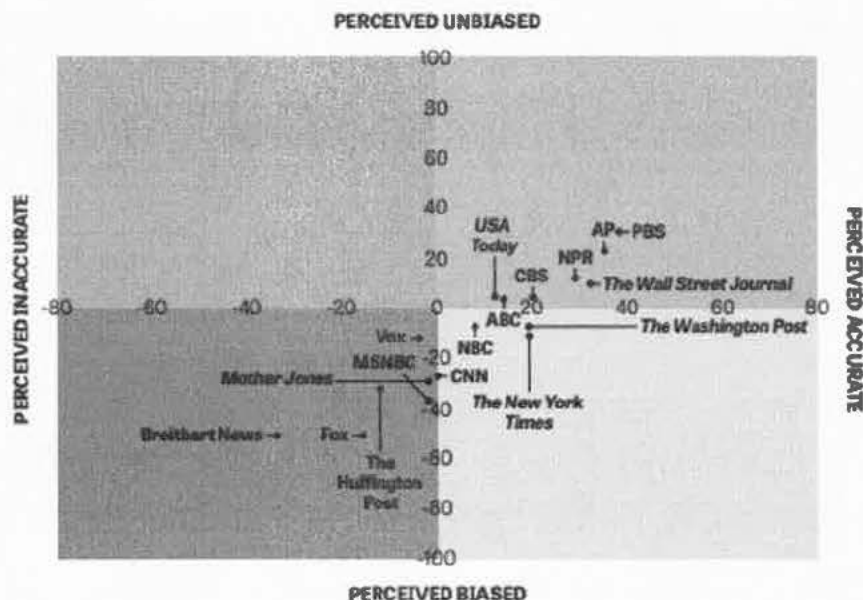 PERCEIVED UNBIASED
100
80
60
40
20
0
-20
-40
-60
-80
-100
-80
-60
-40
-20
0
20
40
60
80
PERCEIVED INACCURATE
PERCEIVED ACCURATE
USA
Today
AP
PBS
NPR
CBS
The Wall Street Journal
ABC
The Washington Post
NBC
Vox
MSNBC
Mother Jones
CNN
The New York
Times
Breitbart News
Fox
The
Huffington
Post
PERCEIVED BIASED